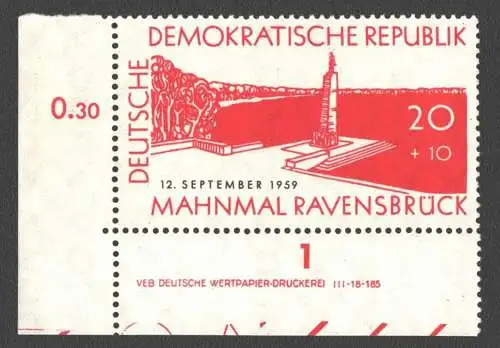 DEMOKRATISCHE REPUBLIK
DEUTSCHE
0.30
20
+ 10
12. SEPTEMBER 1959
MAHNMAL RAVENSBRÜCK
1
VEB DEUTSCHE WERTPAPIER-DRUCKEREI III-18-185